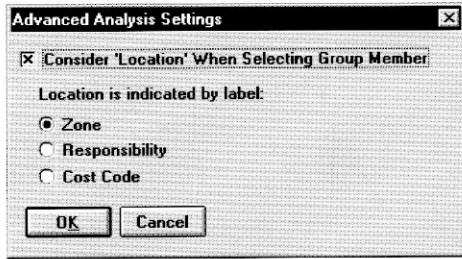 Advanced Analysis Settings
Consider 'Location' When Selecting Group Member
Location is indicated by label:
Zone
Responsibility
Cost Code
OK Cancel